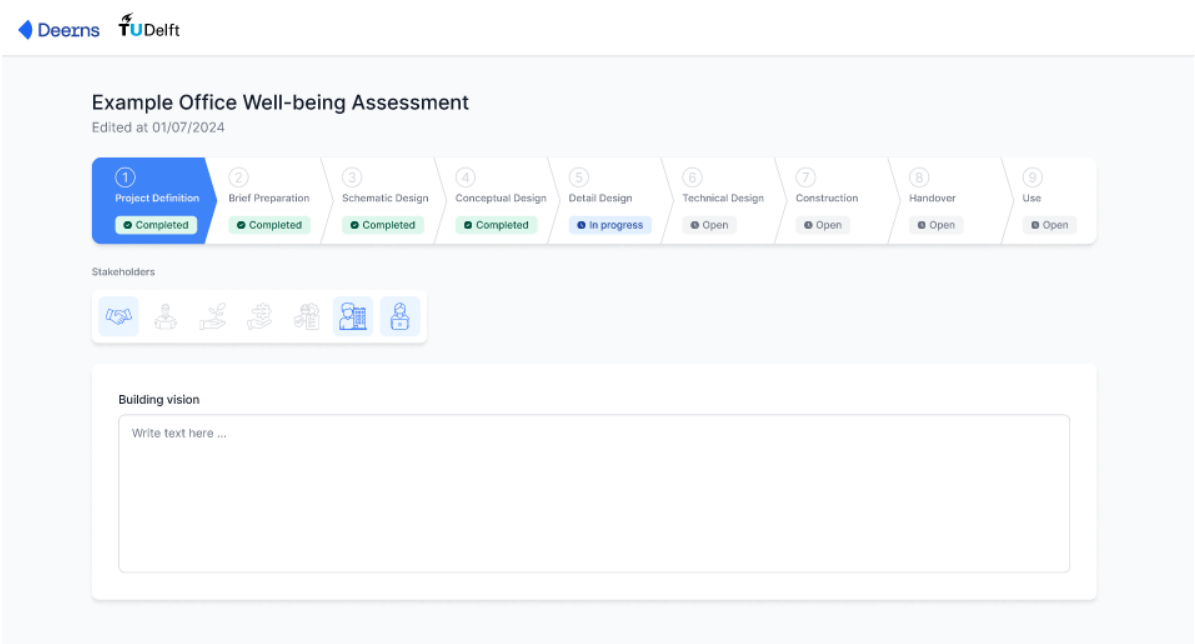 Deerns TUDelft
Example Office Well-being Assessment
Edited at 01/07/2024
1 2 3 4 5 6 7 8 9
Project Definition Brief Preparation Schematic Design Conceptual Design Detail Design Technical Design Construction Handover Use
Completed Completed Completed Completed In progress Open Open Open Open
Stakeholders
Building vision
Write text here ...